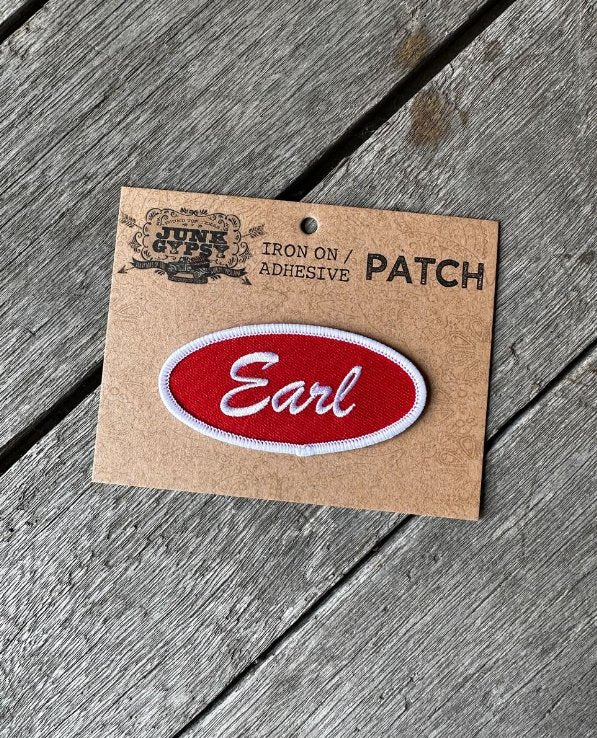 JUNK
GYPSY
IRON ON /
ADHESIVE
PATCH
Earl